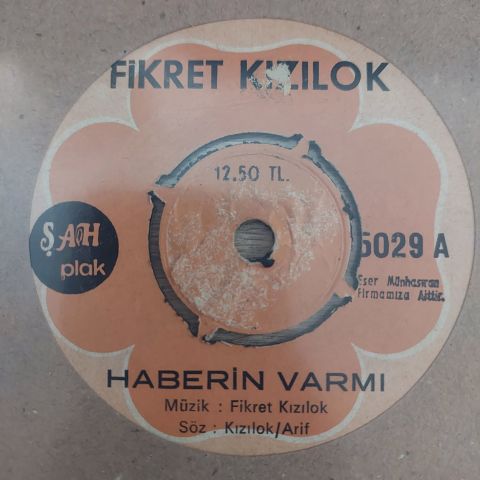 FİKRET KIZILOK
12.50 TL.
ŞAH
plak
5029 A
Eser Münhasıran
Firmamıza Aittir.
HABERİN VARMI
Müzik : Fikret Kızılok
Söz : Kızılok/Arif